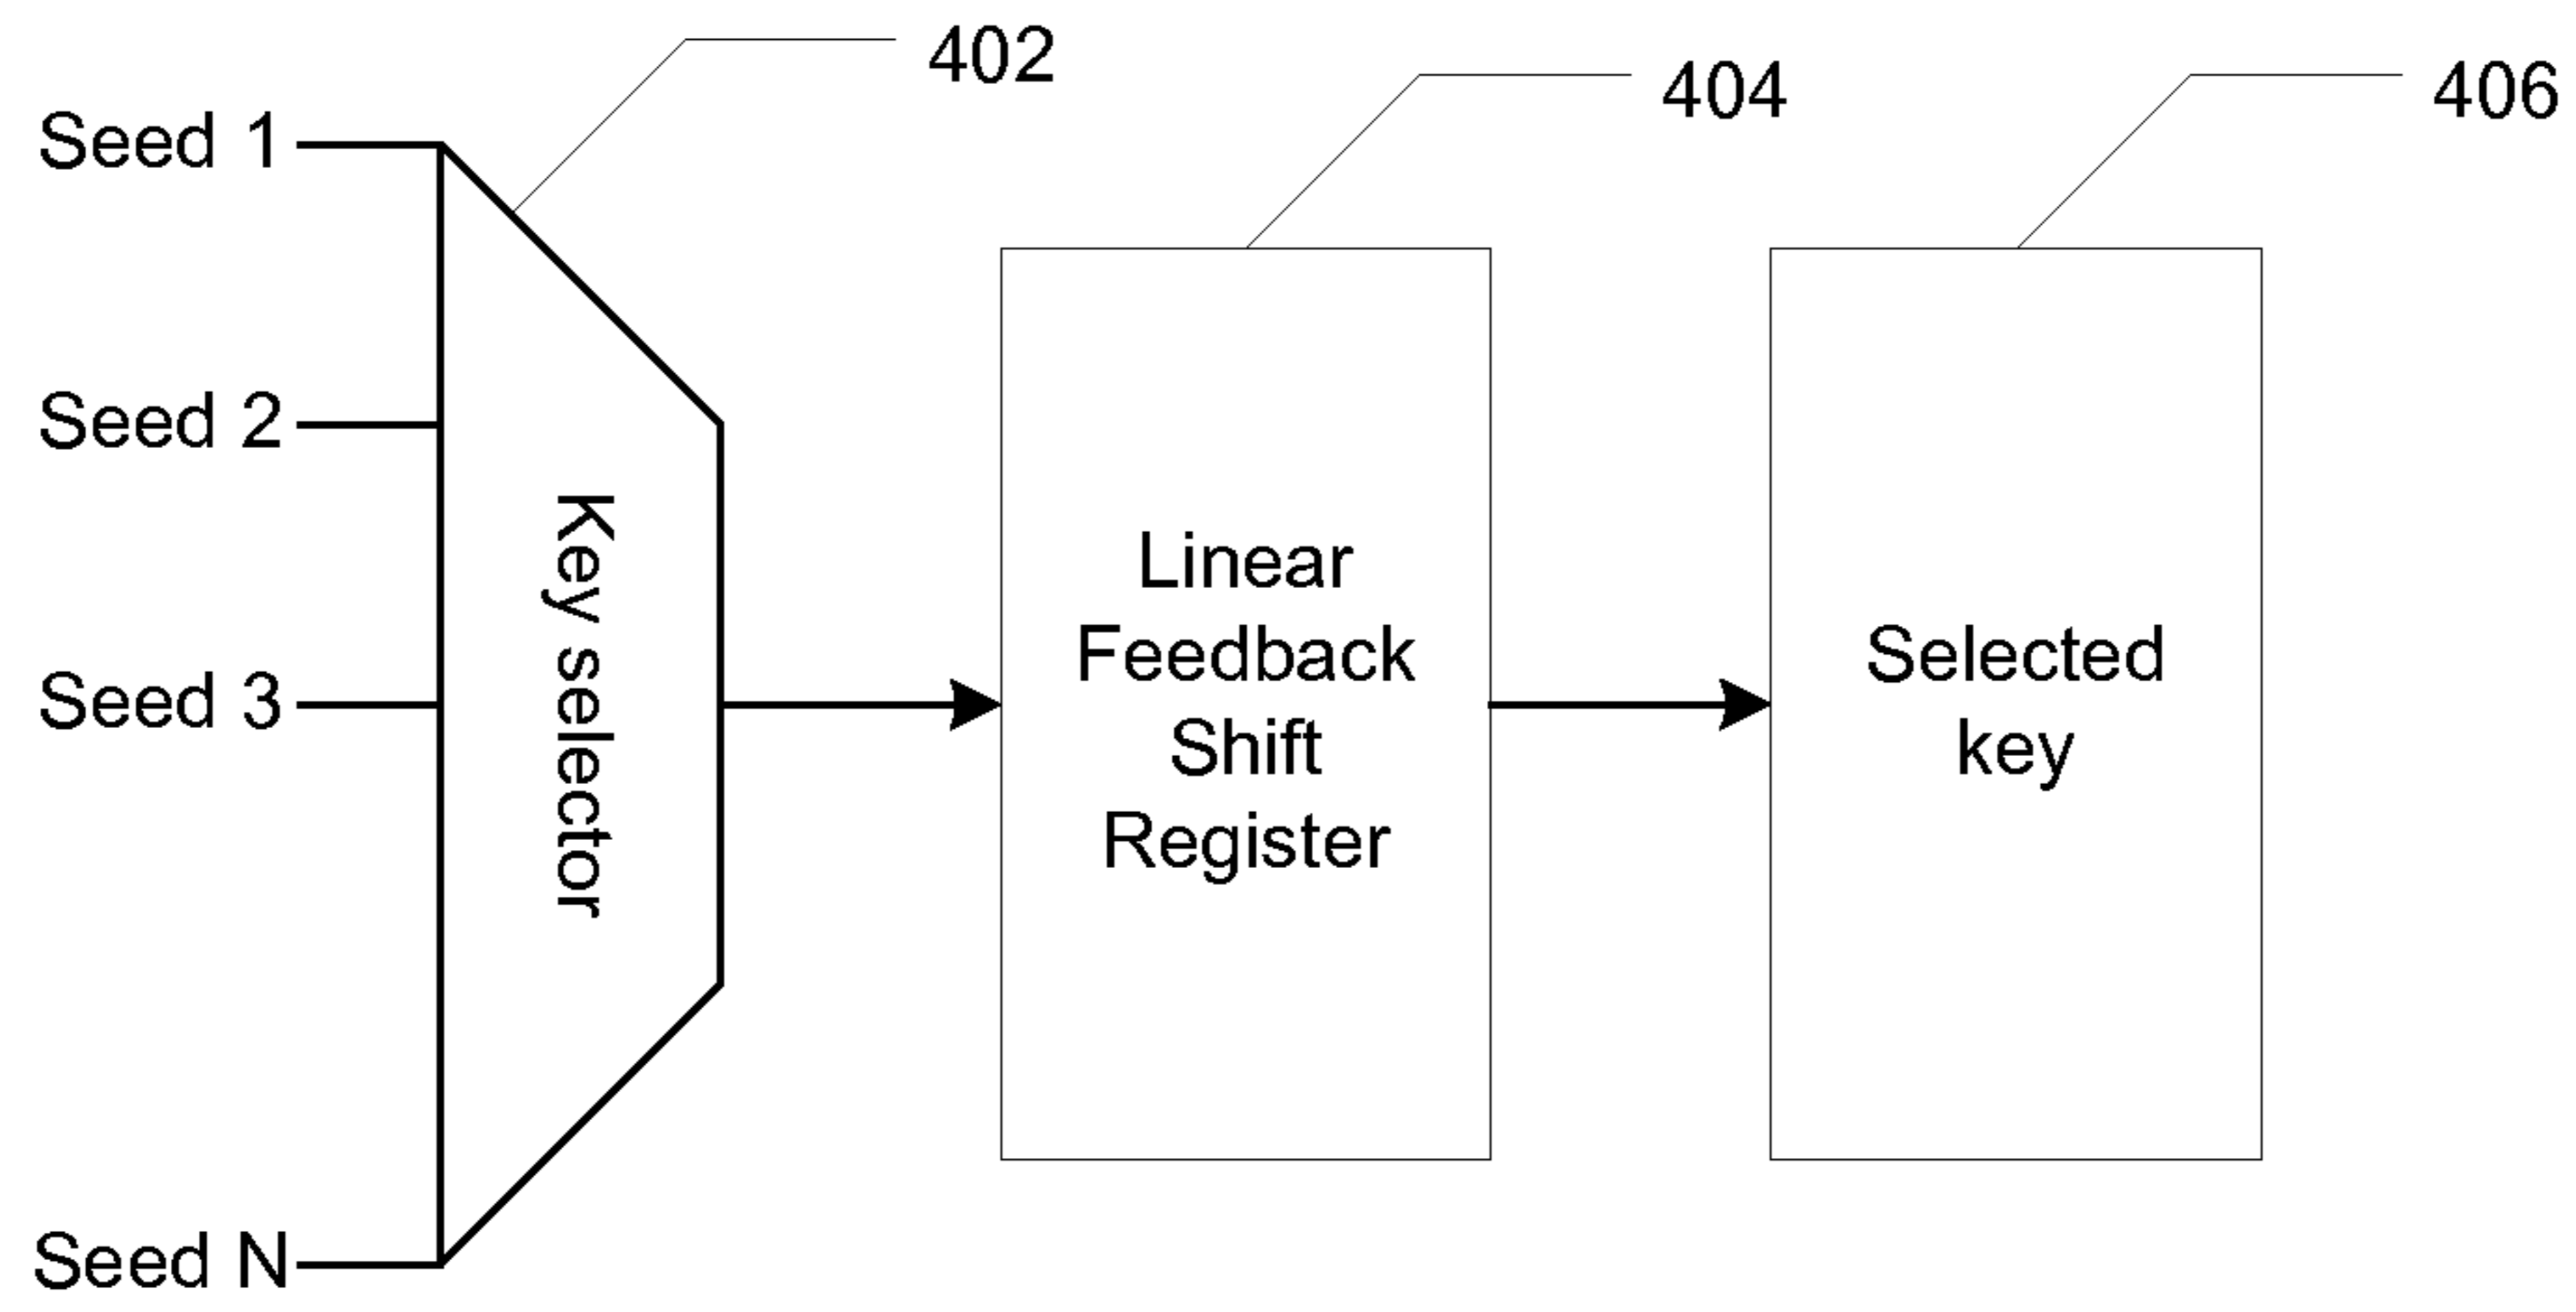 402
404
406
Seed 1
Seed 2
Seed 3
Seed N
Key selector
Linear
Feedback
Shift
Register
Selected
key